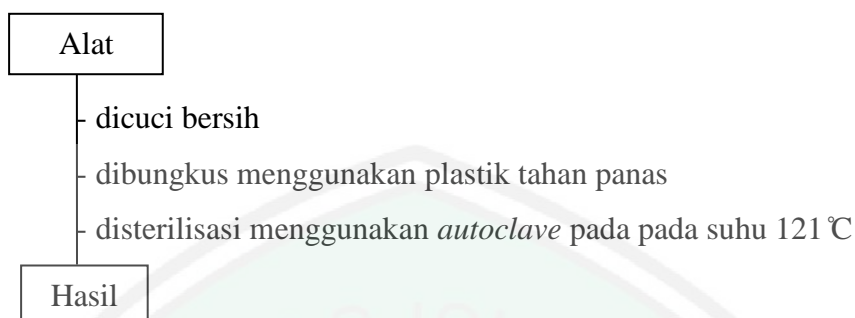 Alat
- dicuci bersih
- dibungkus menggunakan plastik tahan panas
- disterilisasi menggunakan autoclave pada pada suhu 121℃
Hasil